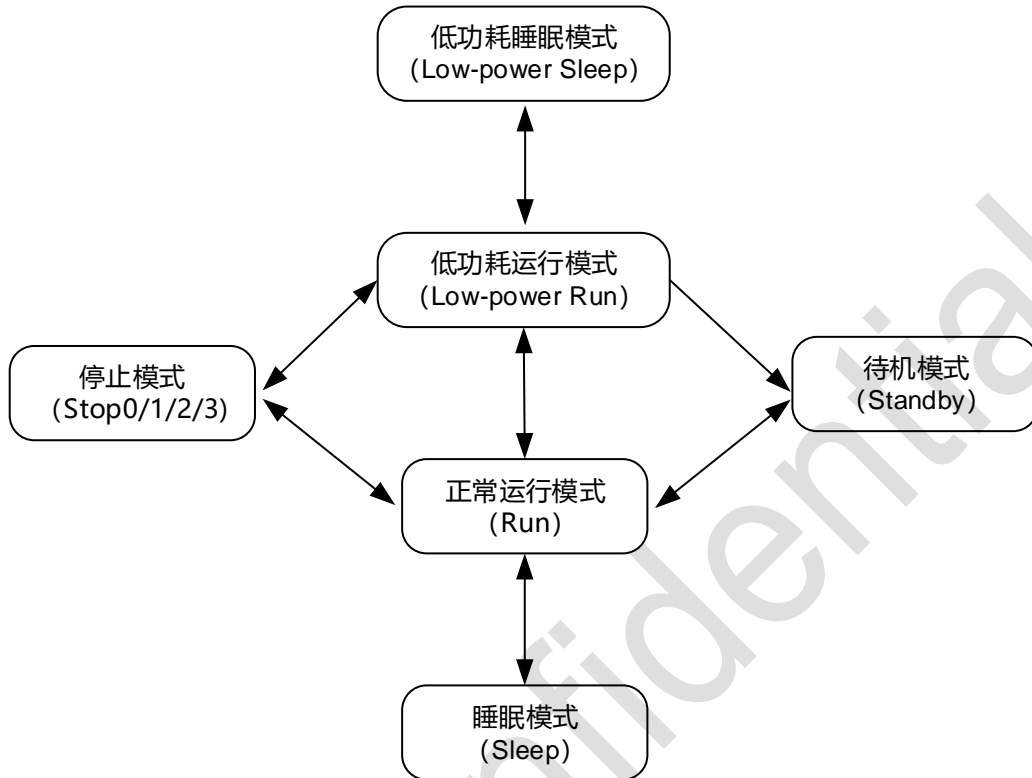 低功耗睡眠模式
（Low-power Sleep）
低功耗运行模式
（Low-power Run）
停止模式
（Stop0/1/2/3）
待机模式
（Standby）
正常运行模式
（Run）
睡眠模式
（Sleep）
nfidential